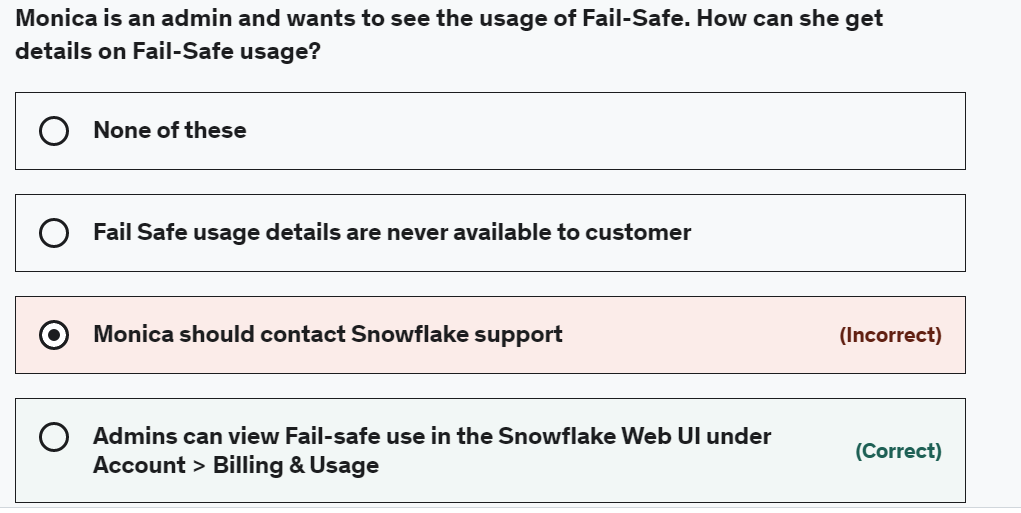 Monica is an admin and wants to see the usage of Fail-Safe. How can she get
details on Fail-Safe usage?
None of these
Fail Safe usage details are never available to customer
Monica should contact Snowflake support
(Incorrect)
Admins can view Fail-safe use in the Snowflake Web UI under
Account > Billing & Usage
(Correct)